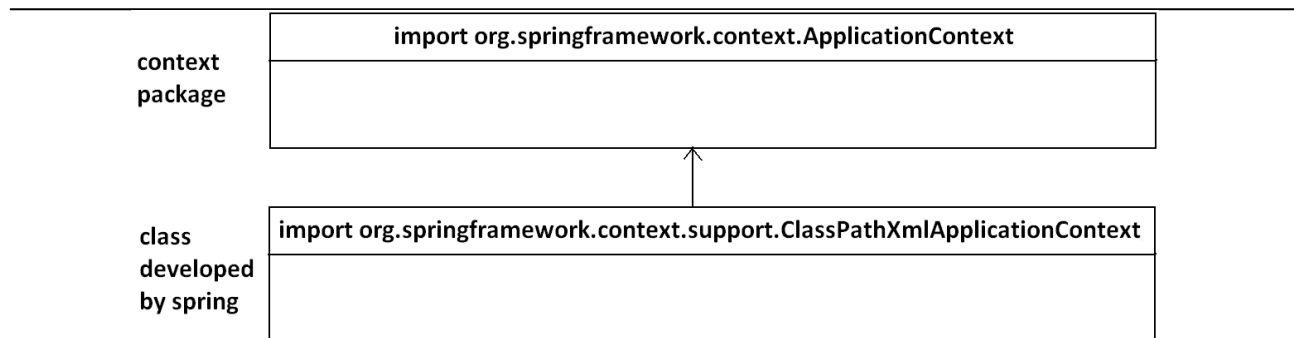 import org.springframework.context.ApplicationContext
context
package
import org.springframework.context.support.ClassPathXmlApplicationContext
class
developed
by spring